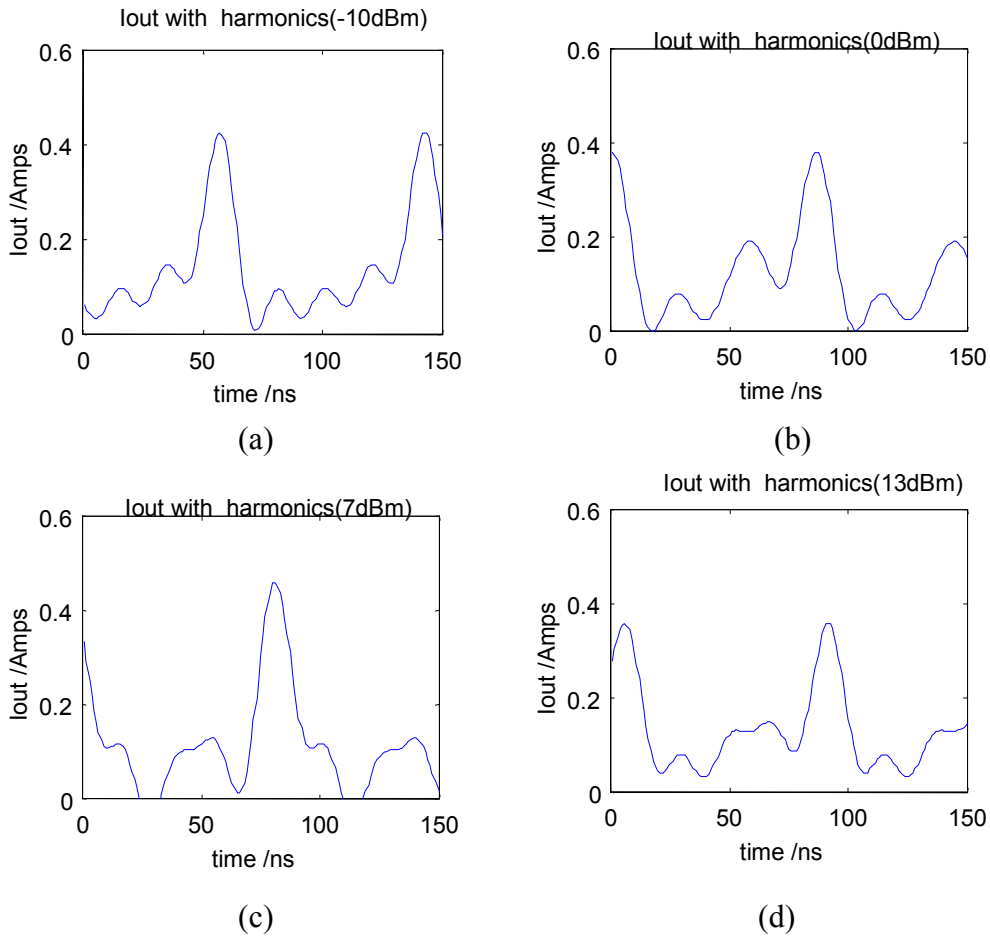 Iout with harmonics(-10dBm)
0.6
0.4
0.2
0
Iout /Amps
0 50 100 150
time /ns
(a)
Iout with harmonics(0dBm)
0.6
0.4
0.2
0
Iout /Amps
0 50 100 150
time /ns
(b)
Iout with harmonics(7dBm)
0.6
0.4
0.2
0
Iout /Amps
0 50 100 150
time /ns
(c)
Iout with harmonics(13dBm)
0.6
0.4
0.2
0
Iout /Amps
0 50 100 150
time /ns
(d)